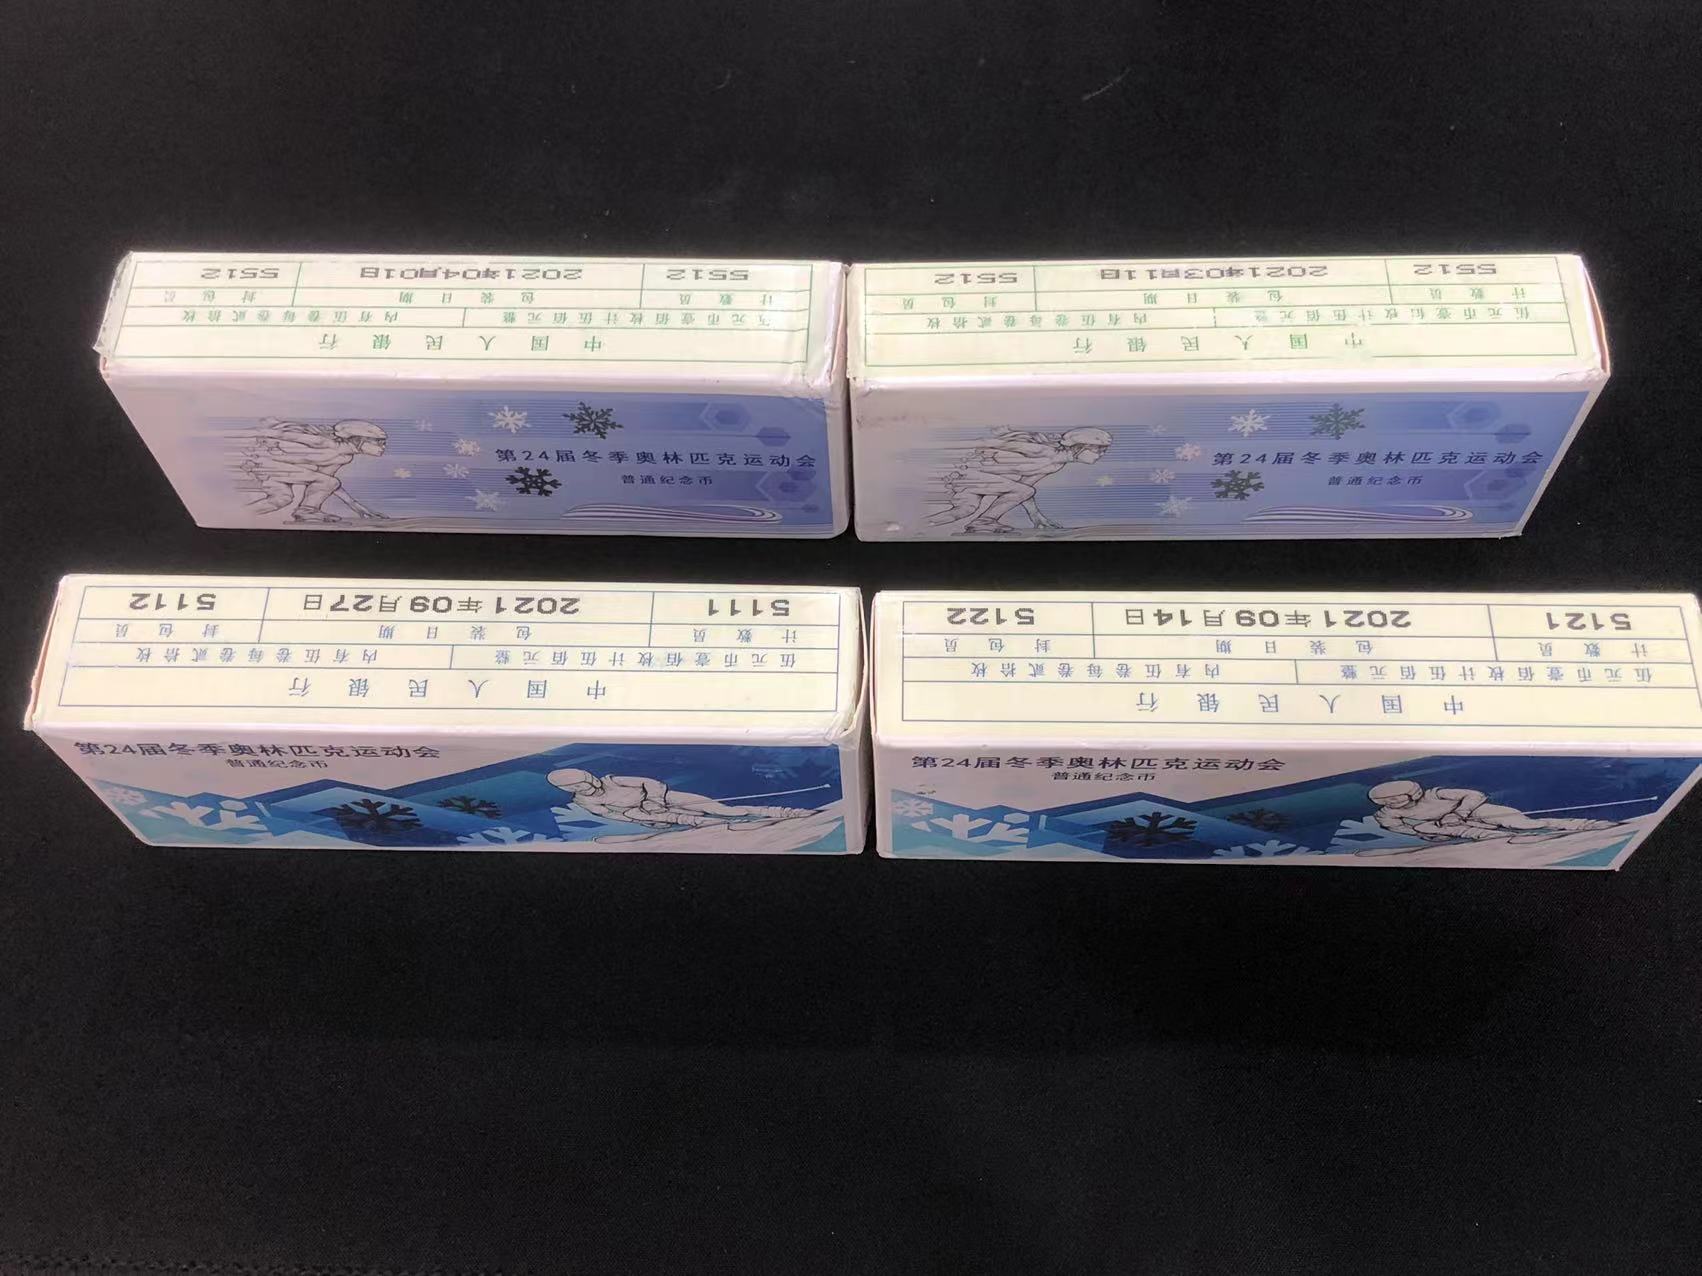 中国人民银行
伍元币壹佰枚计伍佰元整 内有伍卷每卷贰拾枚
计数员 包装日期 封包员
5512 2021年04月01日 5512
第24届冬季奥林匹克运动会
普通纪念币
中国人民银行
伍元币壹佰枚计伍佰元整 内有伍卷每卷贰拾枚
计数员 包装日期 封包员
5512 2021年03月11日 5512
第24届冬季奥林匹克运动会
普通纪念币
中国人民银行
伍元币壹佰枚计伍佰元整 内有伍卷每卷贰拾枚
计数员 包装日期 封包员
5111 2021年09月27日 5112
第24届冬季奥林匹克运动会
普通纪念币
中国人民银行
伍元币壹佰枚计伍佰元整 内有伍卷每卷贰拾枚
计数员 包装日期 封包员
5121 2021年09月14日 5122
第24届冬季奥林匹克运动会
普通纪念币